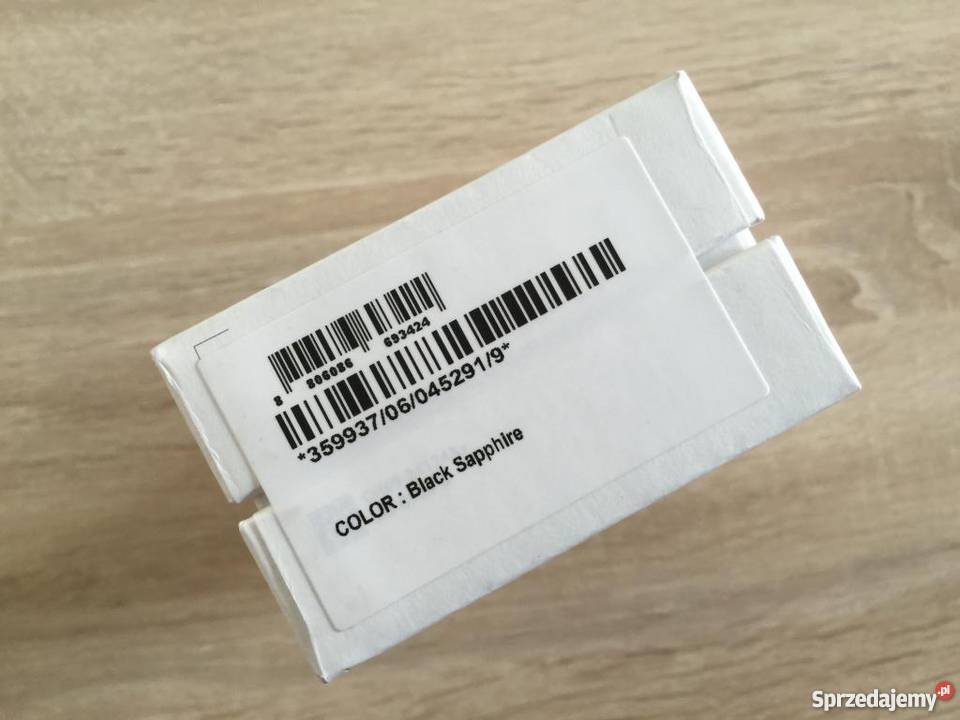 8 806086 693424
*359937/06/045291/9*
COLOR : Black Sapphire
Sprzedajemy.pl